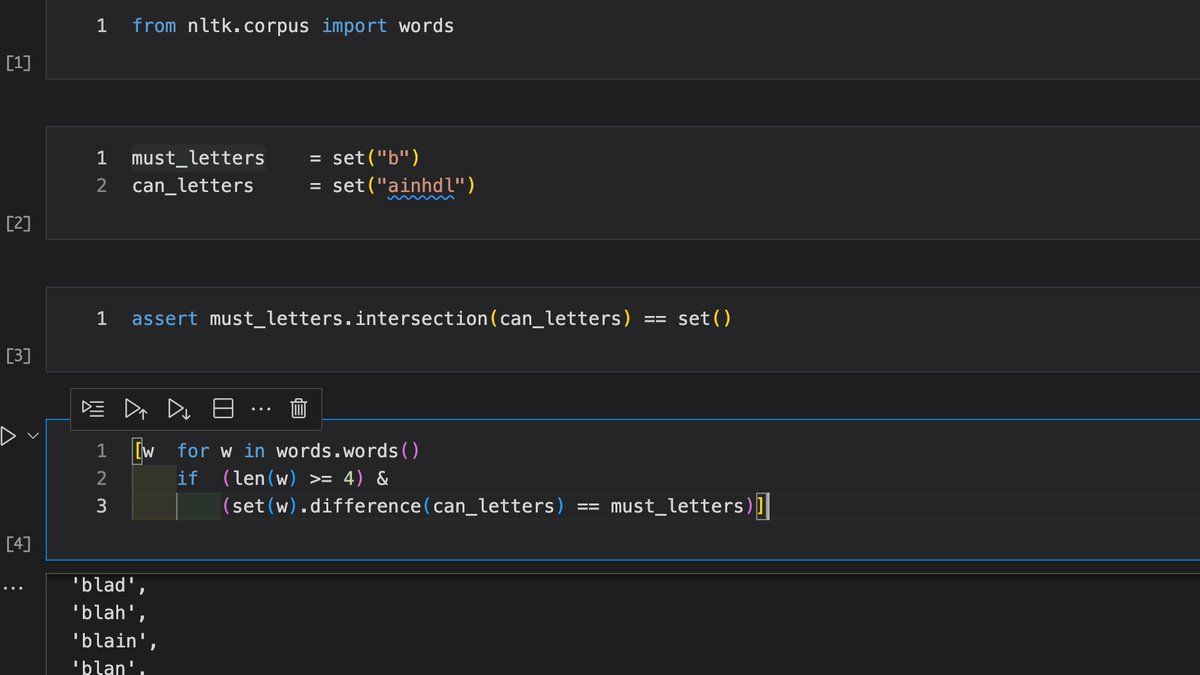 1 from nltk.corpus import words
[1]
1 must_letters    = set("b")
2 can_letters     = set("ainhdl")
[2]
1 assert must_letters.intersection(can_letters) == set()
[3]
1 [w  for w in words.words()
2     if  (len(w) >= 4) &
3         (set(w).difference(can_letters) == must_letters)]
[4]
'blad',
'blah',
'blain',
'blan',